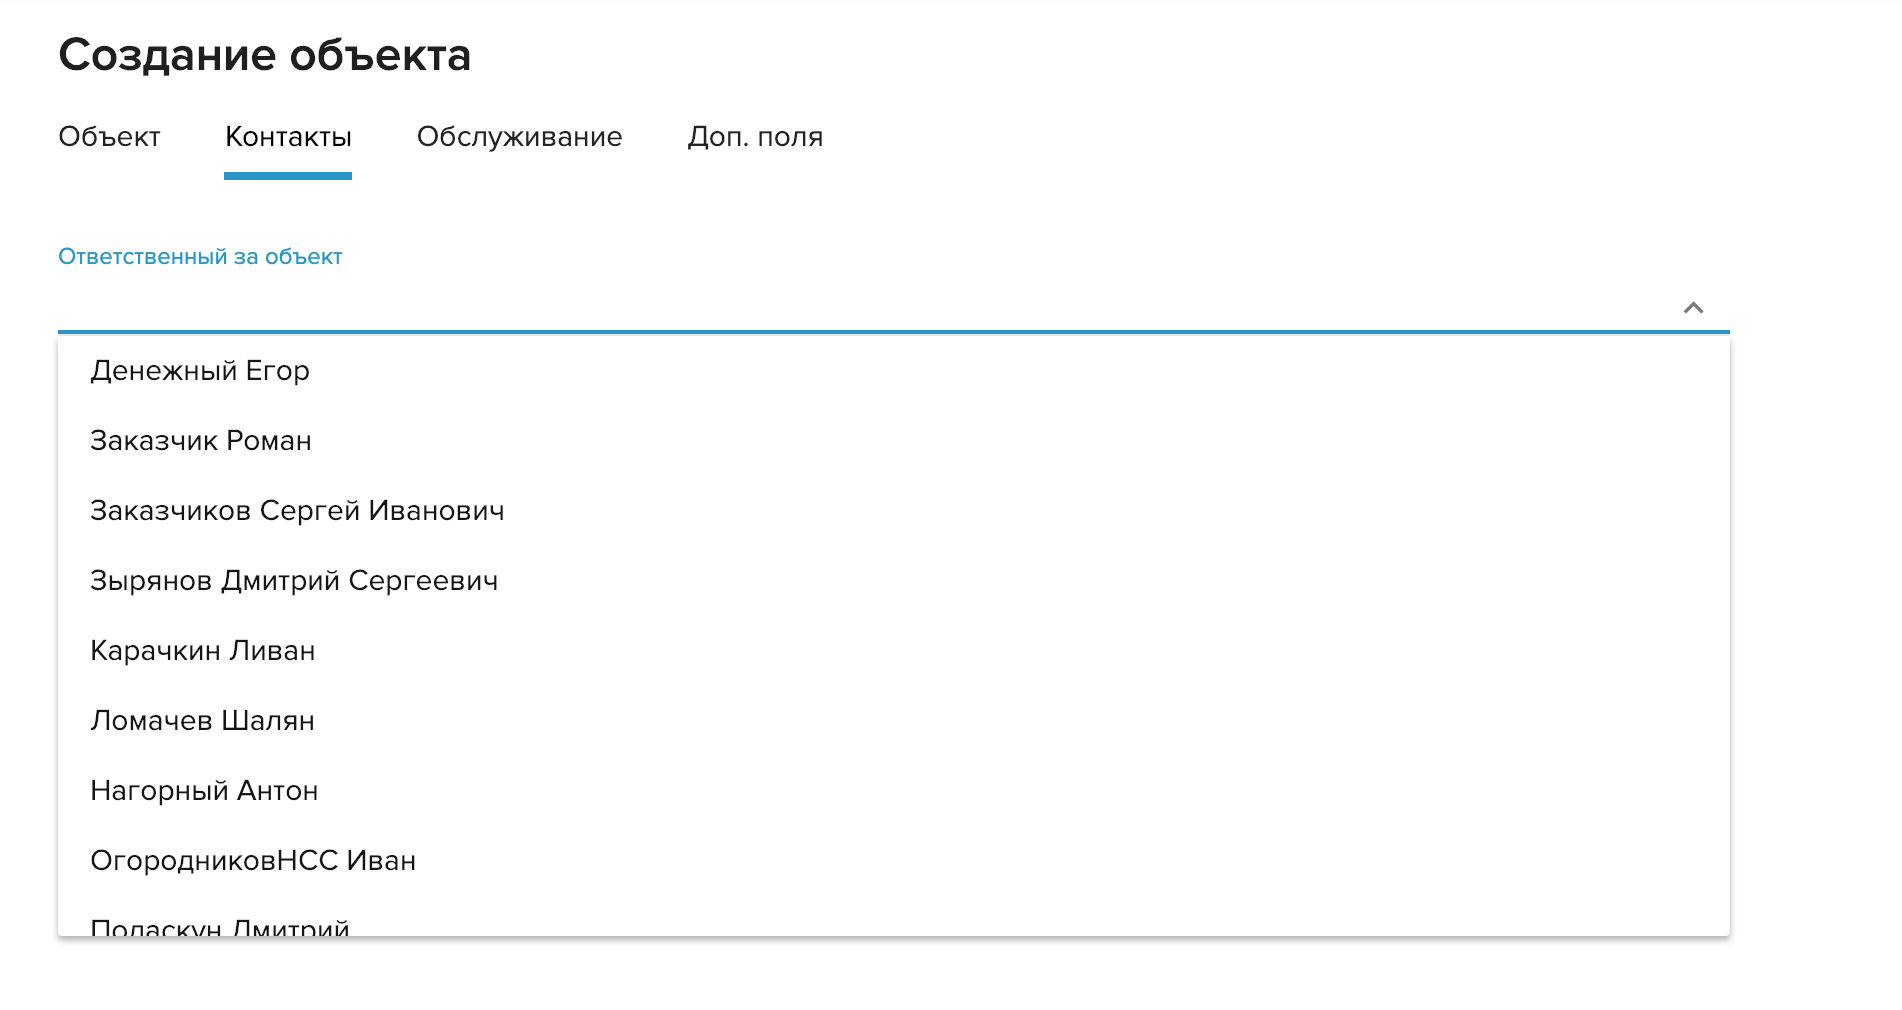 Создание объекта
Объект Контакты Обслуживание Доп. поля
Ответственный за объект
Денежный Егор
Заказчик Роман
Заказчиков Сергей Иванович
Зырянов Дмитрий Сергеевич
Карачкин Ливан
Ломачев Шалян
Нагорный Антон
ОгородниковНСС Иван
Дмитрий